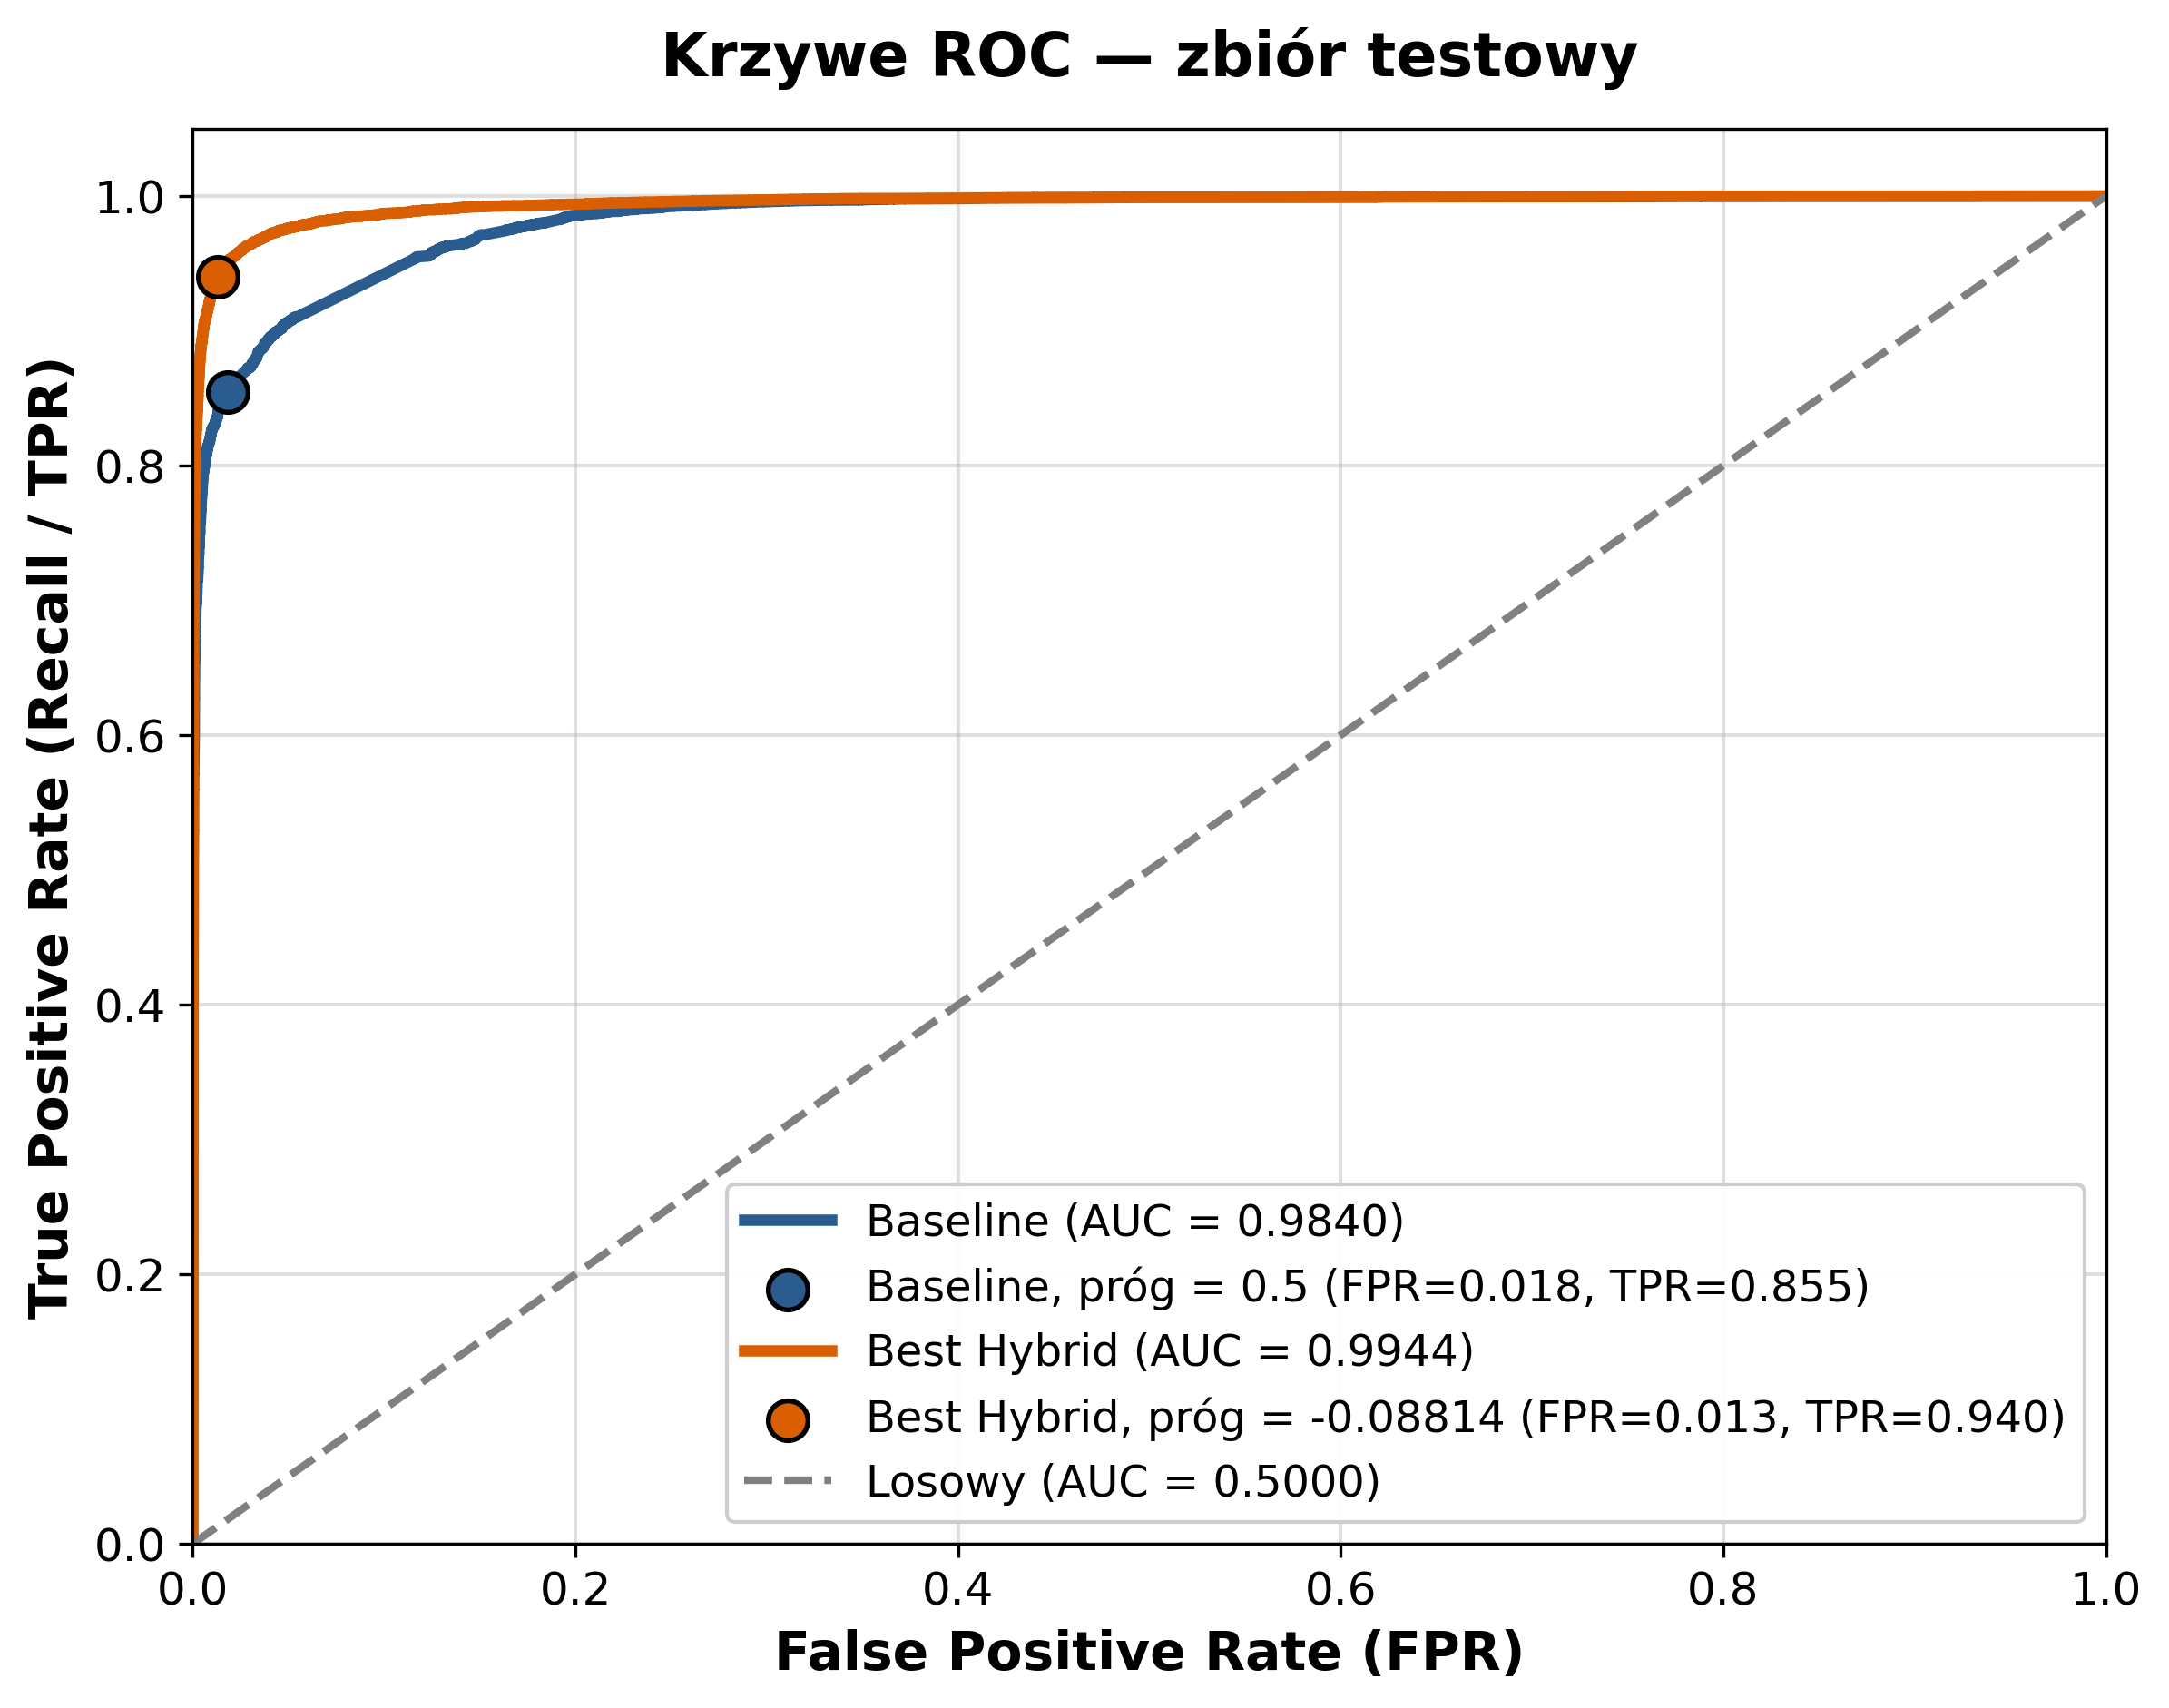 Krzywe ROC — zbiór testowy
True Positive Rate (Recall / TPR)
1.0
0.8
0.6
0.4
0.2
0.0
Baseline (AUC = 0.9840)
Baseline, próg = 0.5 (FPR=0.018, TPR=0.855)
Best Hybrid (AUC = 0.9944)
Best Hybrid, próg = -0.08814 (FPR=0.013, TPR=0.940)
Losowy (AUC = 0.5000)
0.0 0.2 0.4 0.6 0.8 1.0
False Positive Rate (FPR)